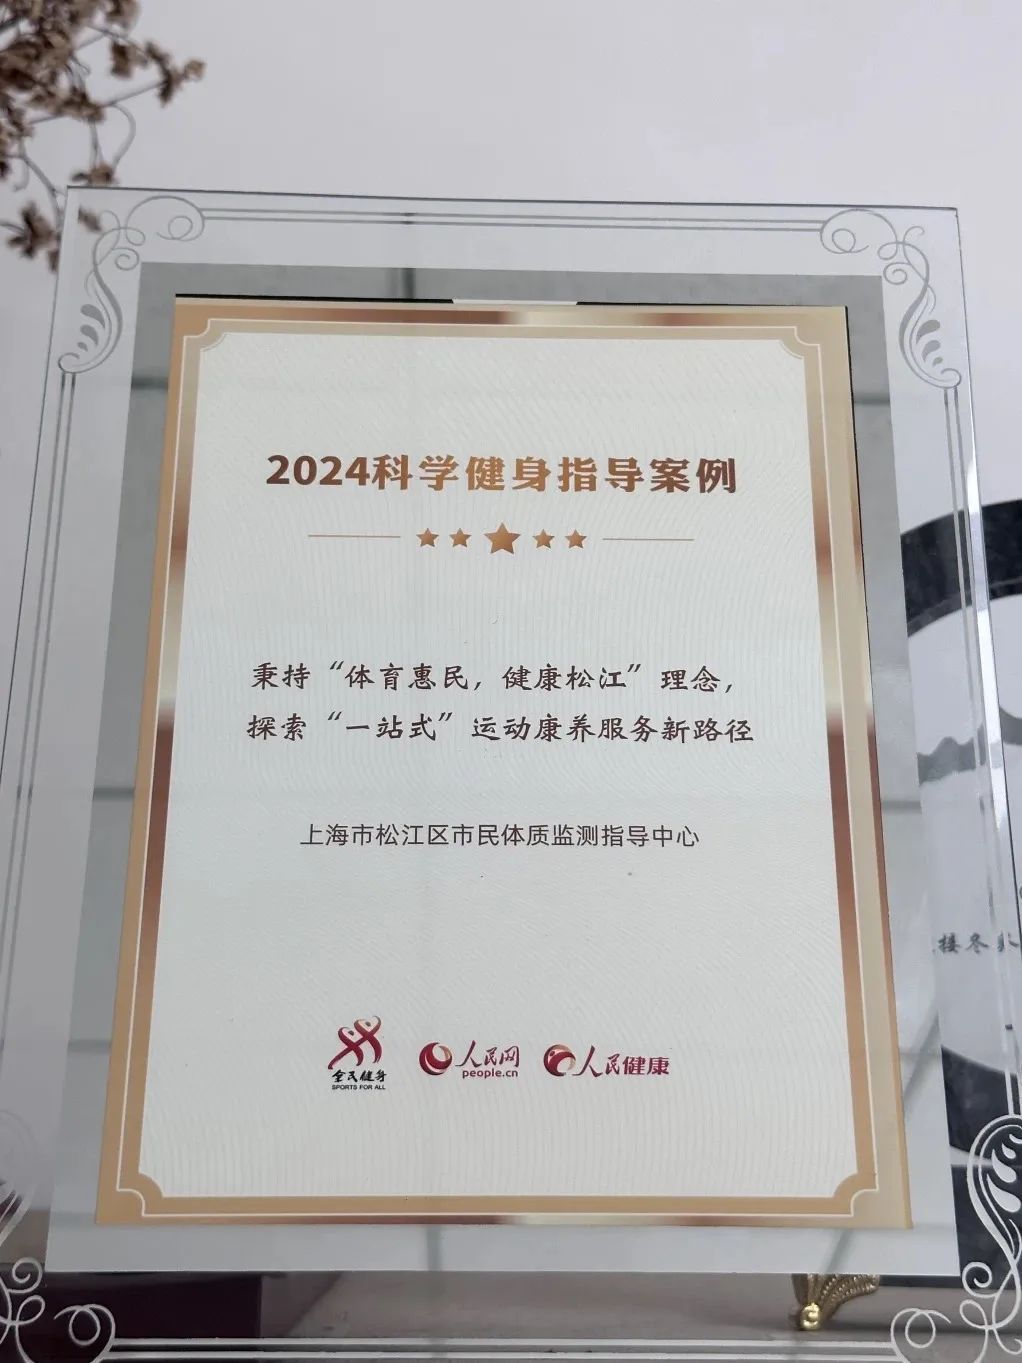 2024科学健身指导案例
秉持“体育惠民，健康松江”理念，
探索“一站式”运动康养服务新路径
上海市松江区市民体质监测指导中心
全民健身
SPORTS FOR ALL
人民网
people.cn
人民健康
接冬